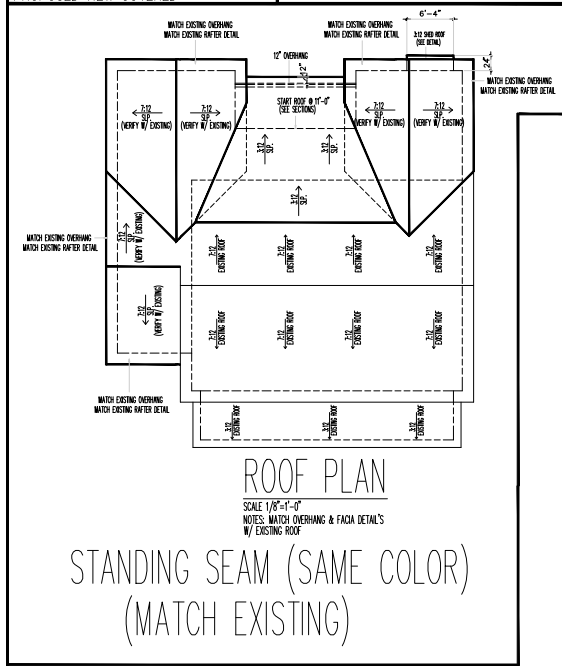 6'-4"
MATCH EXISTING OVERHANG
MATCH EXISTING RAFTER DETAIL
MATCH EXISTING OVERHANG
MATCH EXISTING RAFTER DETAIL
3:12 SHED ROOF
(SEE DETAIL)
12" OVERHANG
12"
24"
MATCH EXISTING OVERHANG
MATCH EXISTING RAFTER DETAIL
START ROOF @ 11'-0"
(SEE SECTIONS)
7:12
SLP.
(VERIFY W/ EXISTING)
7:12
SLP.
(VERIFY W/ EXISTING)
7:12
SLP.
(VERIFY W/ EXISTING)
7:12
SLP.
(VERIFY W/ EXISTING)
3:12
SLP.
3:12
SLP.
3:12
SLP.
MATCH EXISTING OVERHANG
MATCH EXISTING RAFTER DETAIL
7:12
SLP.
(VERIFY W/ EXISTING)
7:12
EXISTING ROOF
7:12
EXISTING ROOF
7:12
EXISTING ROOF
7:12
EXISTING ROOF
7:12
SLP.
(VERIFY W/ EXISTING)
7:12
EXISTING ROOF
7:12
EXISTING ROOF
7:12
EXISTING ROOF
7:12
EXISTING ROOF
MATCH EXISTING OVERHANG
MATCH EXISTING RAFTER DETAIL
3:12
EXISTING ROOF
3:12
EXISTING ROOF
3:12
EXISTING ROOF
ROOF PLAN
SCALE 1/8"=1'-0"
NOTES: MATCH OVERHANG & FACIA DETAIL'S
W/ EXISTING ROOF
STANDING SEAM (SAME COLOR)
(MATCH EXISTING)